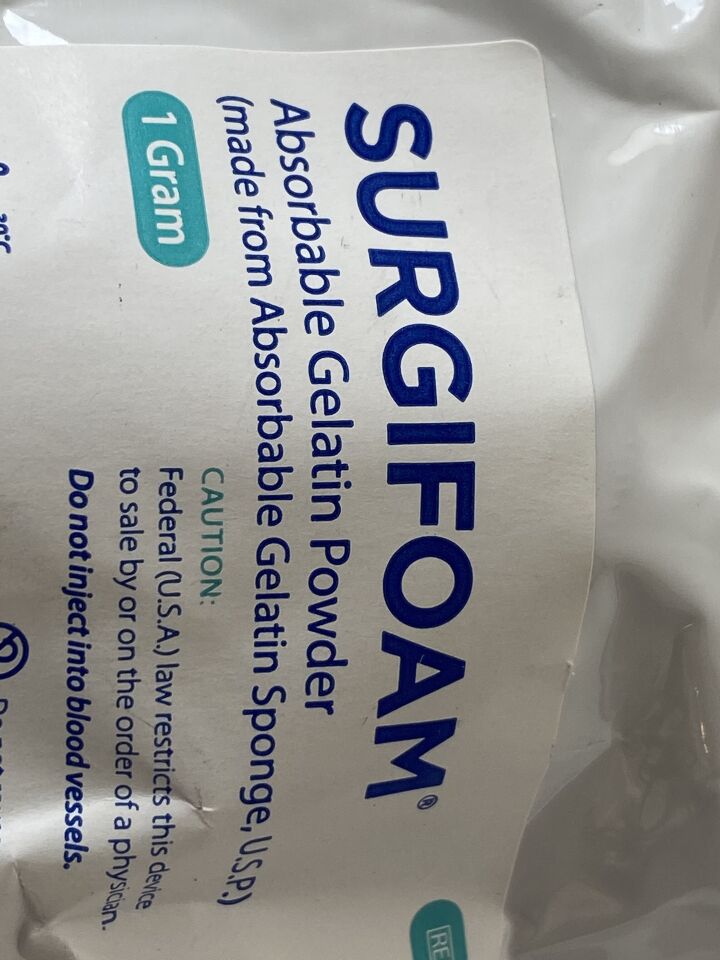 SURGIFOAM®
Absorbable Gelatin Powder
(made from Absorbable Gelatin Sponge, U.S.P.)
1 Gram
CAUTION:
Federal (U.S.A.) law restricts this device
to sale by or on the order of a physician.
Do not inject into blood vessels.